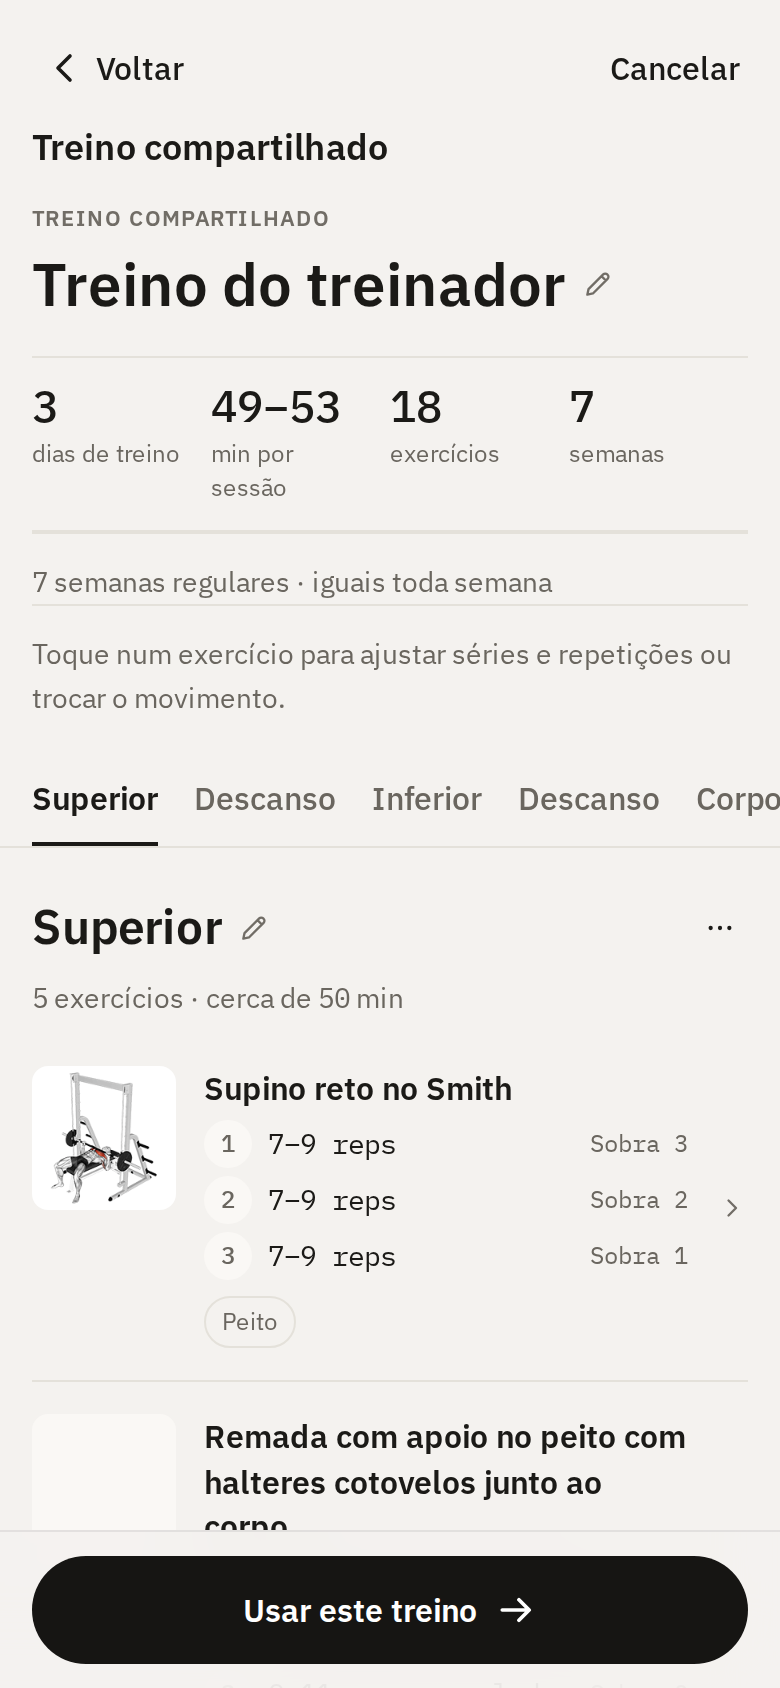 Voltar
Cancelar
Treino compartilhado
TREINO COMPARTILHADO
Treino do treinador
3
dias de treino
49–53
min por
sessão
18
exercícios
7
semanas
7 semanas regulares · iguais toda semana
Toque num exercício para ajustar séries e repetições ou
trocar o movimento.
Superior
Descanso
Inferior
Descanso
Corpo
Superior
...
5 exercícios · cerca de 50 min
Supino reto no Smith
1 7–9 reps Sobra 3
2 7–9 reps Sobra 2
3 7–9 reps Sobra 1
Peito
Remada com apoio no peito com
halteres cotovelos junto ao
corpo
Usar este treino